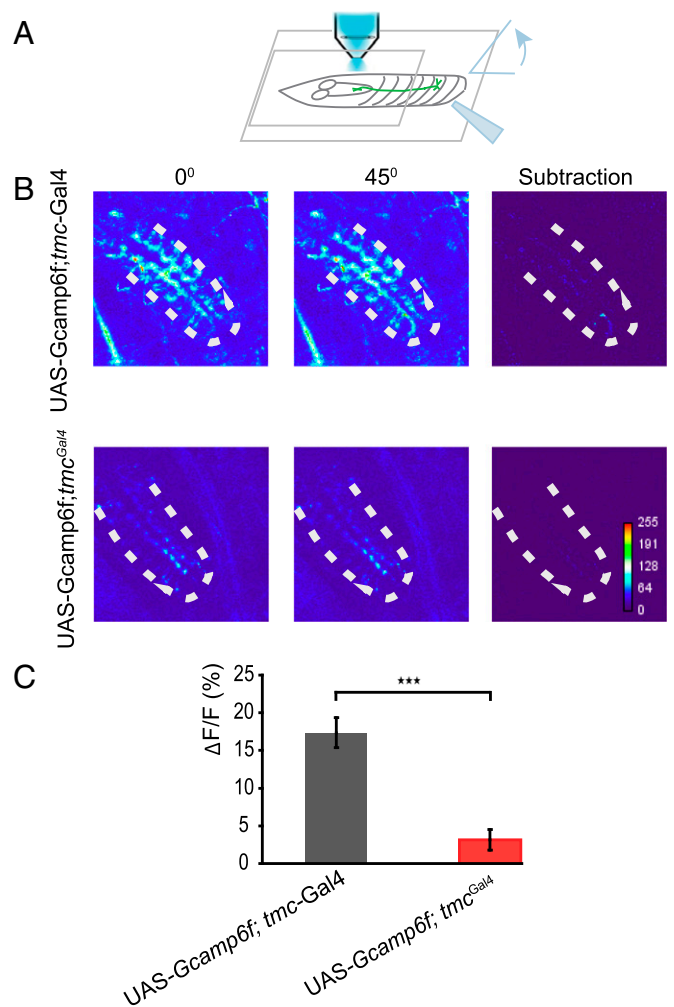 A
B
0⁰ 45⁰ Subtraction
UAS-Gcamp6f;tmc-Gal4
UAS-Gcamp6f;tmcᴳᵃˡ⁴
255
191
128
64
0
C
ΔF/F (%)
25
20
15
10
5
0
***
UAS-Gcamp6f; tmc-Gal4
UAS-Gcamp6f; tmcᴳᵃˡ⁴